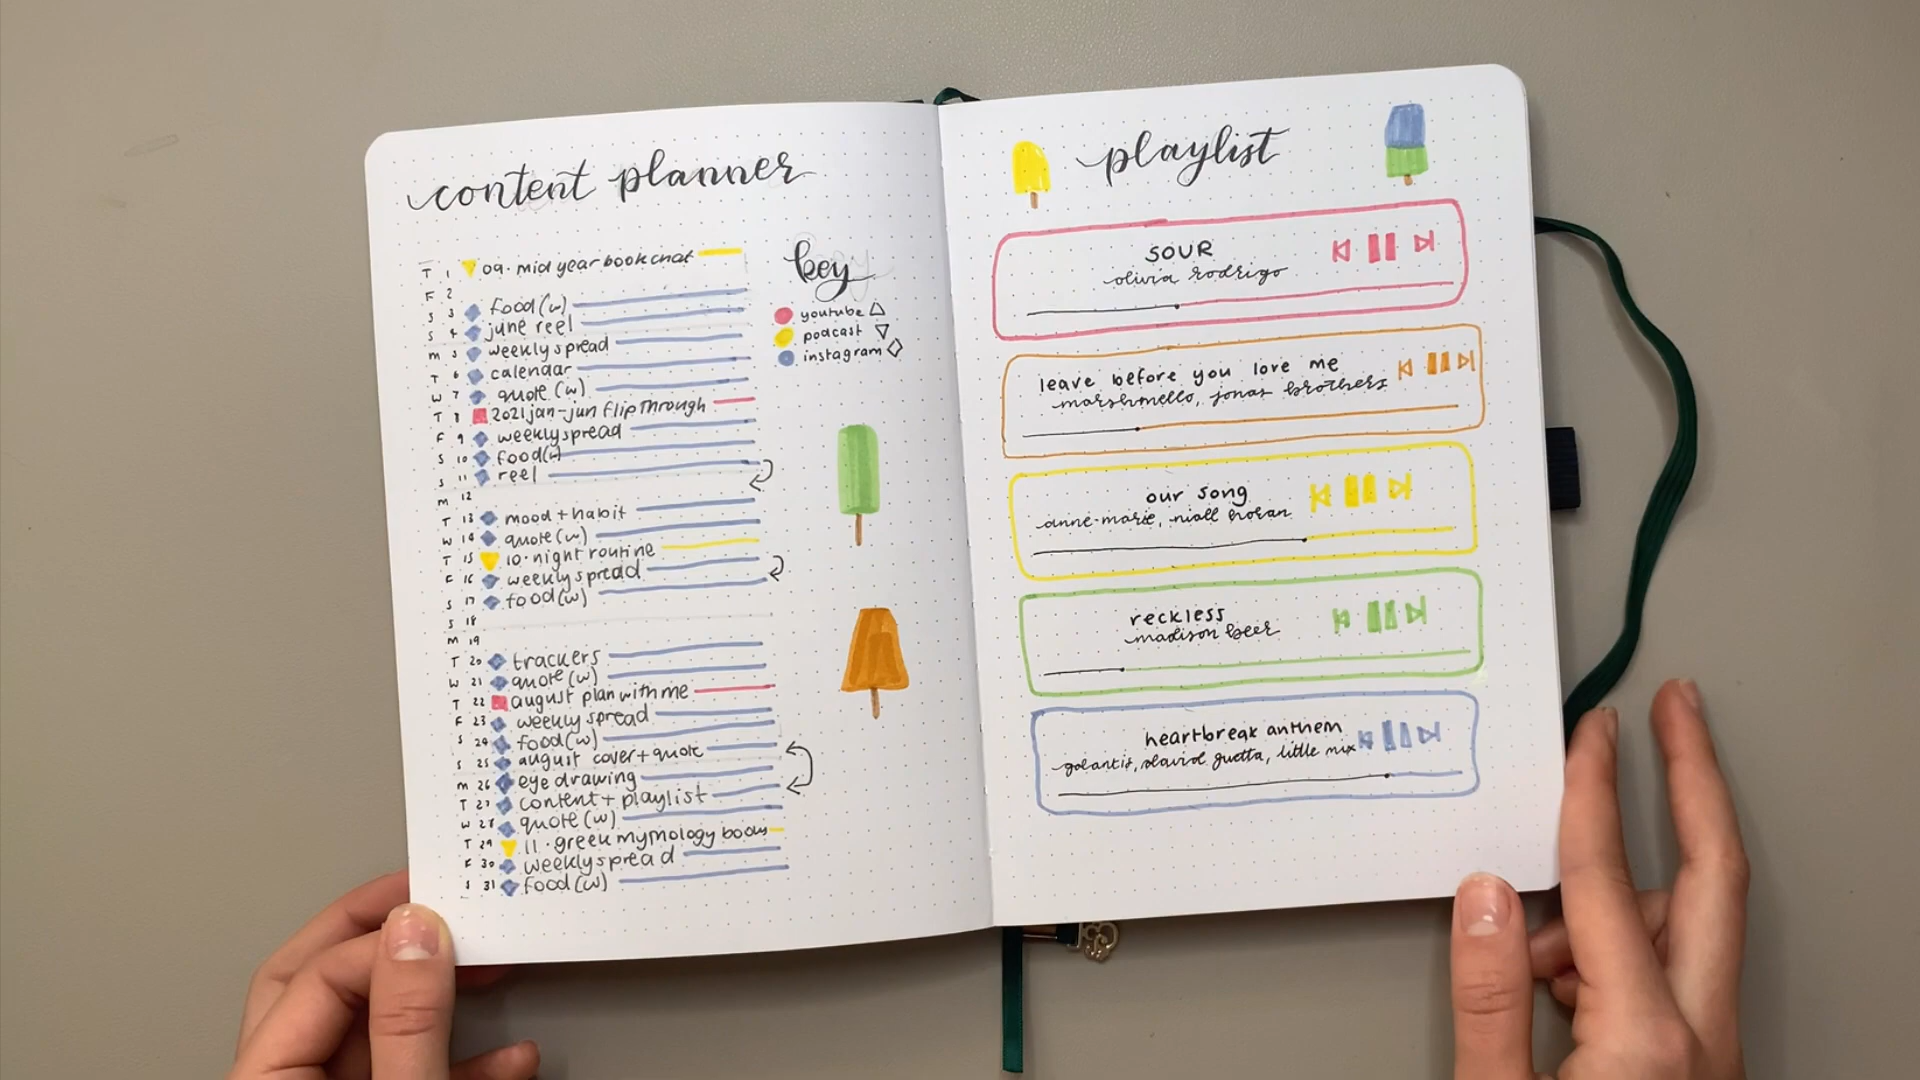 content planner
T 1 09. mid year book chat
F 2
S 3 food (w)
S 4 june reel
M 5 weekly spread
T 6 calendar
W 7 quote (w)
T 8 2021 jan-jun flip through
F 9 weekly spread
S 10 food (w)
S 11 reel
M 12
T 13 mood + habit
W 14 quote (w)
T 15 10. night routine
F 16 weekly spread
S 17 food (w)
S 18
M 19
T 20 trackers
W 21 quote (w)
T 22 august plan with me
F 23 weekly spread
S 24 food (w)
S 25 august cover + quote
M 26 eye drawing
T 27 content + playlist
W 28 quote (w)
T 29 11. greek mymology books
F 30 weekly spread
S 31 food (w)
key
youtube
podcast
instagram
playlist
SOUR
olivia rodrigo
leave before you love me
marshmello, jonas brothers
our song
anne-marie, niall horan
reckless
madison beer
heartbreak anthem
galantis, david guetta, little mix